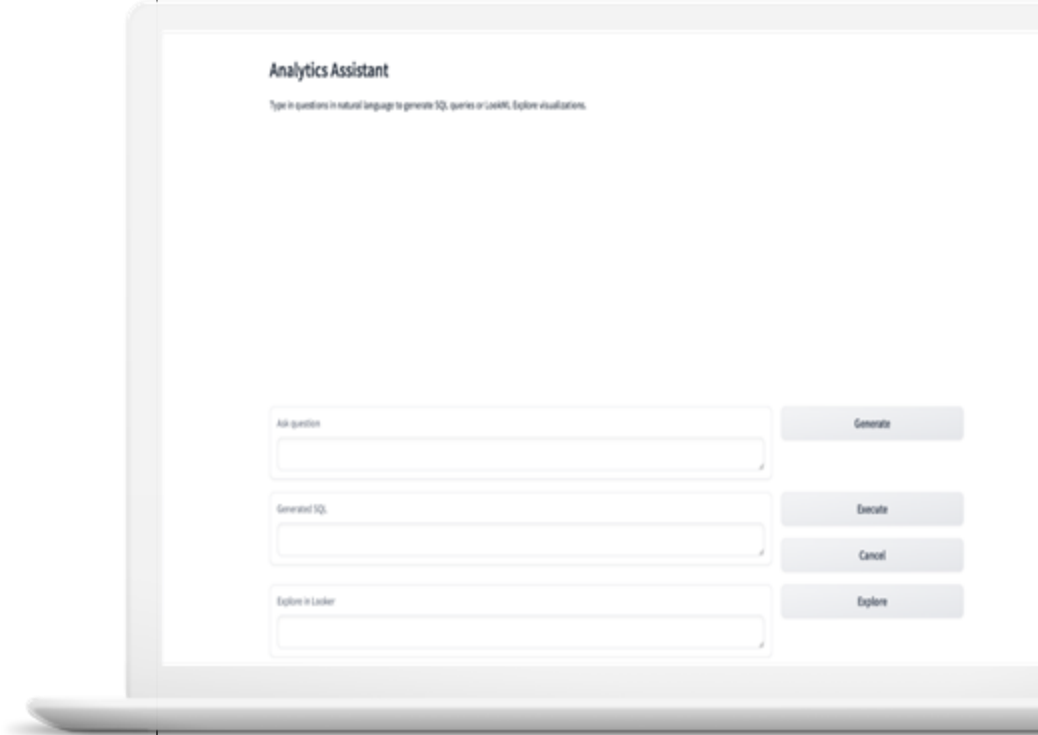 Analytics Assistant
Type in questions in natural language to generate SQL queries or LookML Explore visualizations.
Ask question
Generate
Generated SQL
Execute
Cancel
Explore in Looker
Explore